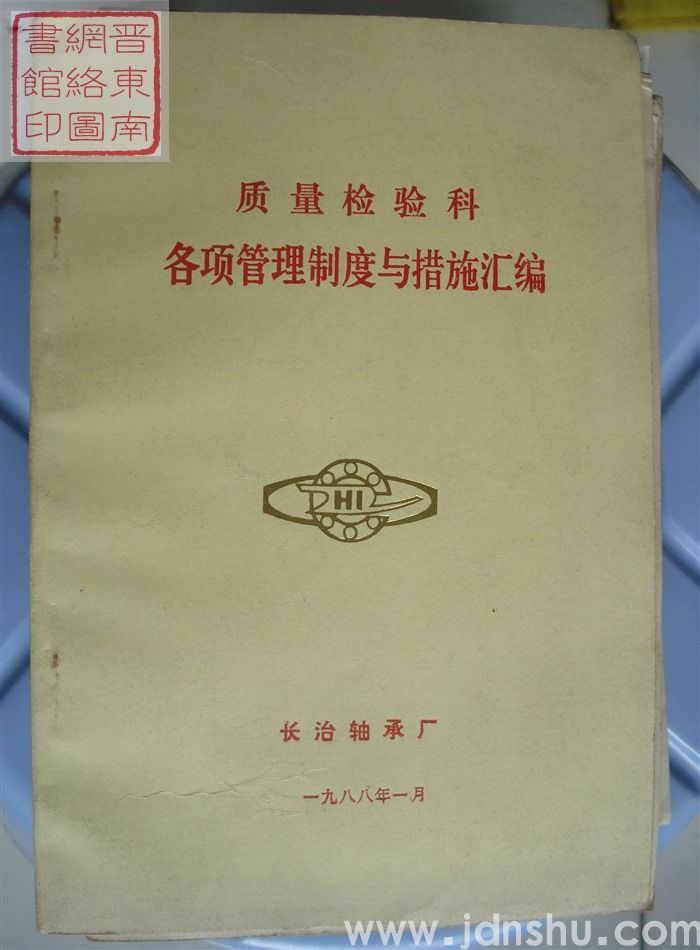 晋東南
網絡圖
書館印
质量检验科
各项管理制度与措施汇编
长治轴承厂
一九八八年一月
www.jdnshu.com